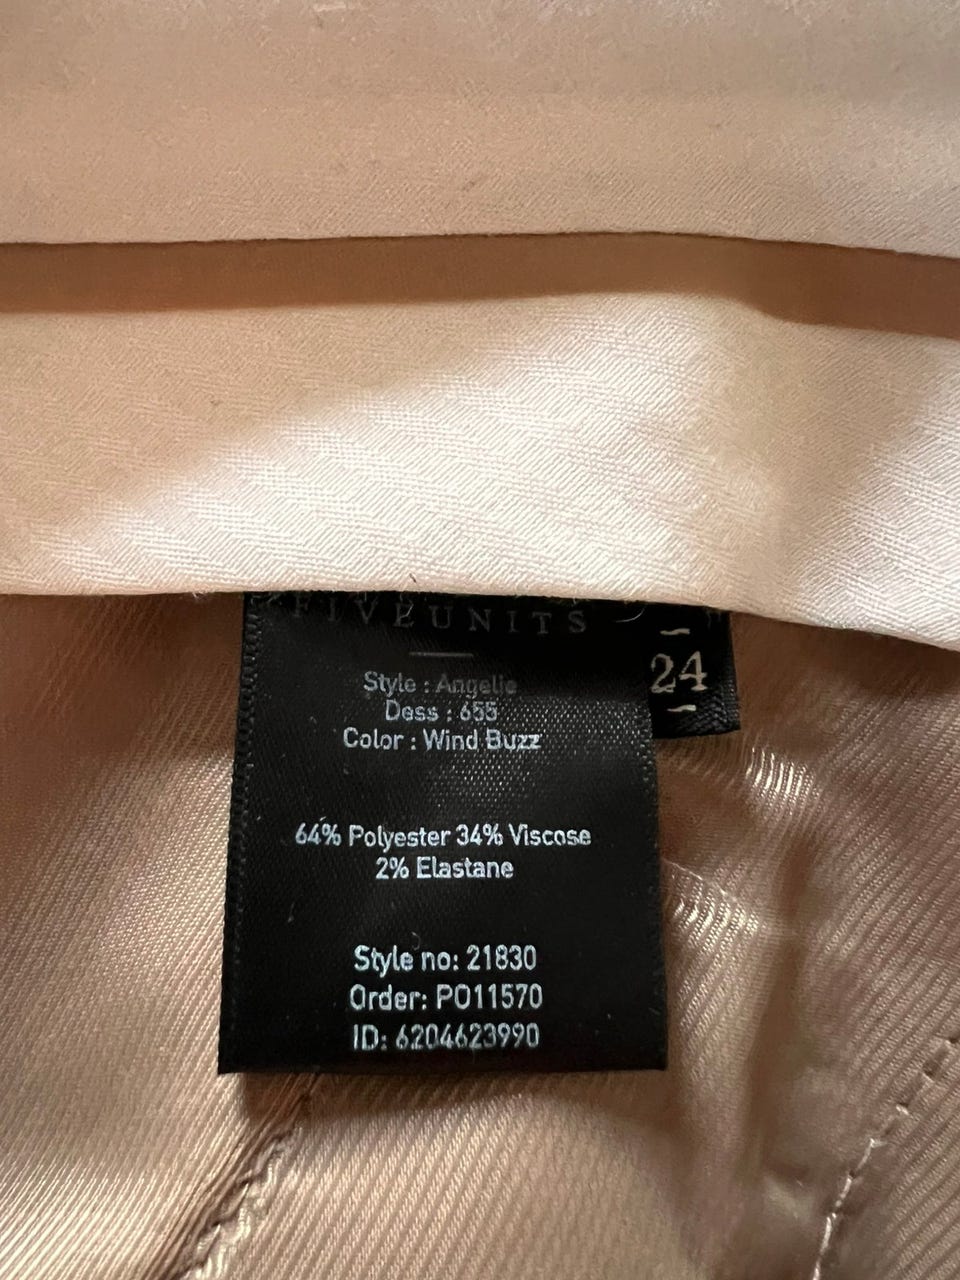 FIVEUNITS
24
Style : Angelie
Dess : 655
Color : Wind Buzz
64% Polyester 34% Viscose
2% Elastane
Style no: 21830
Order: PO11570
ID: 6204623990